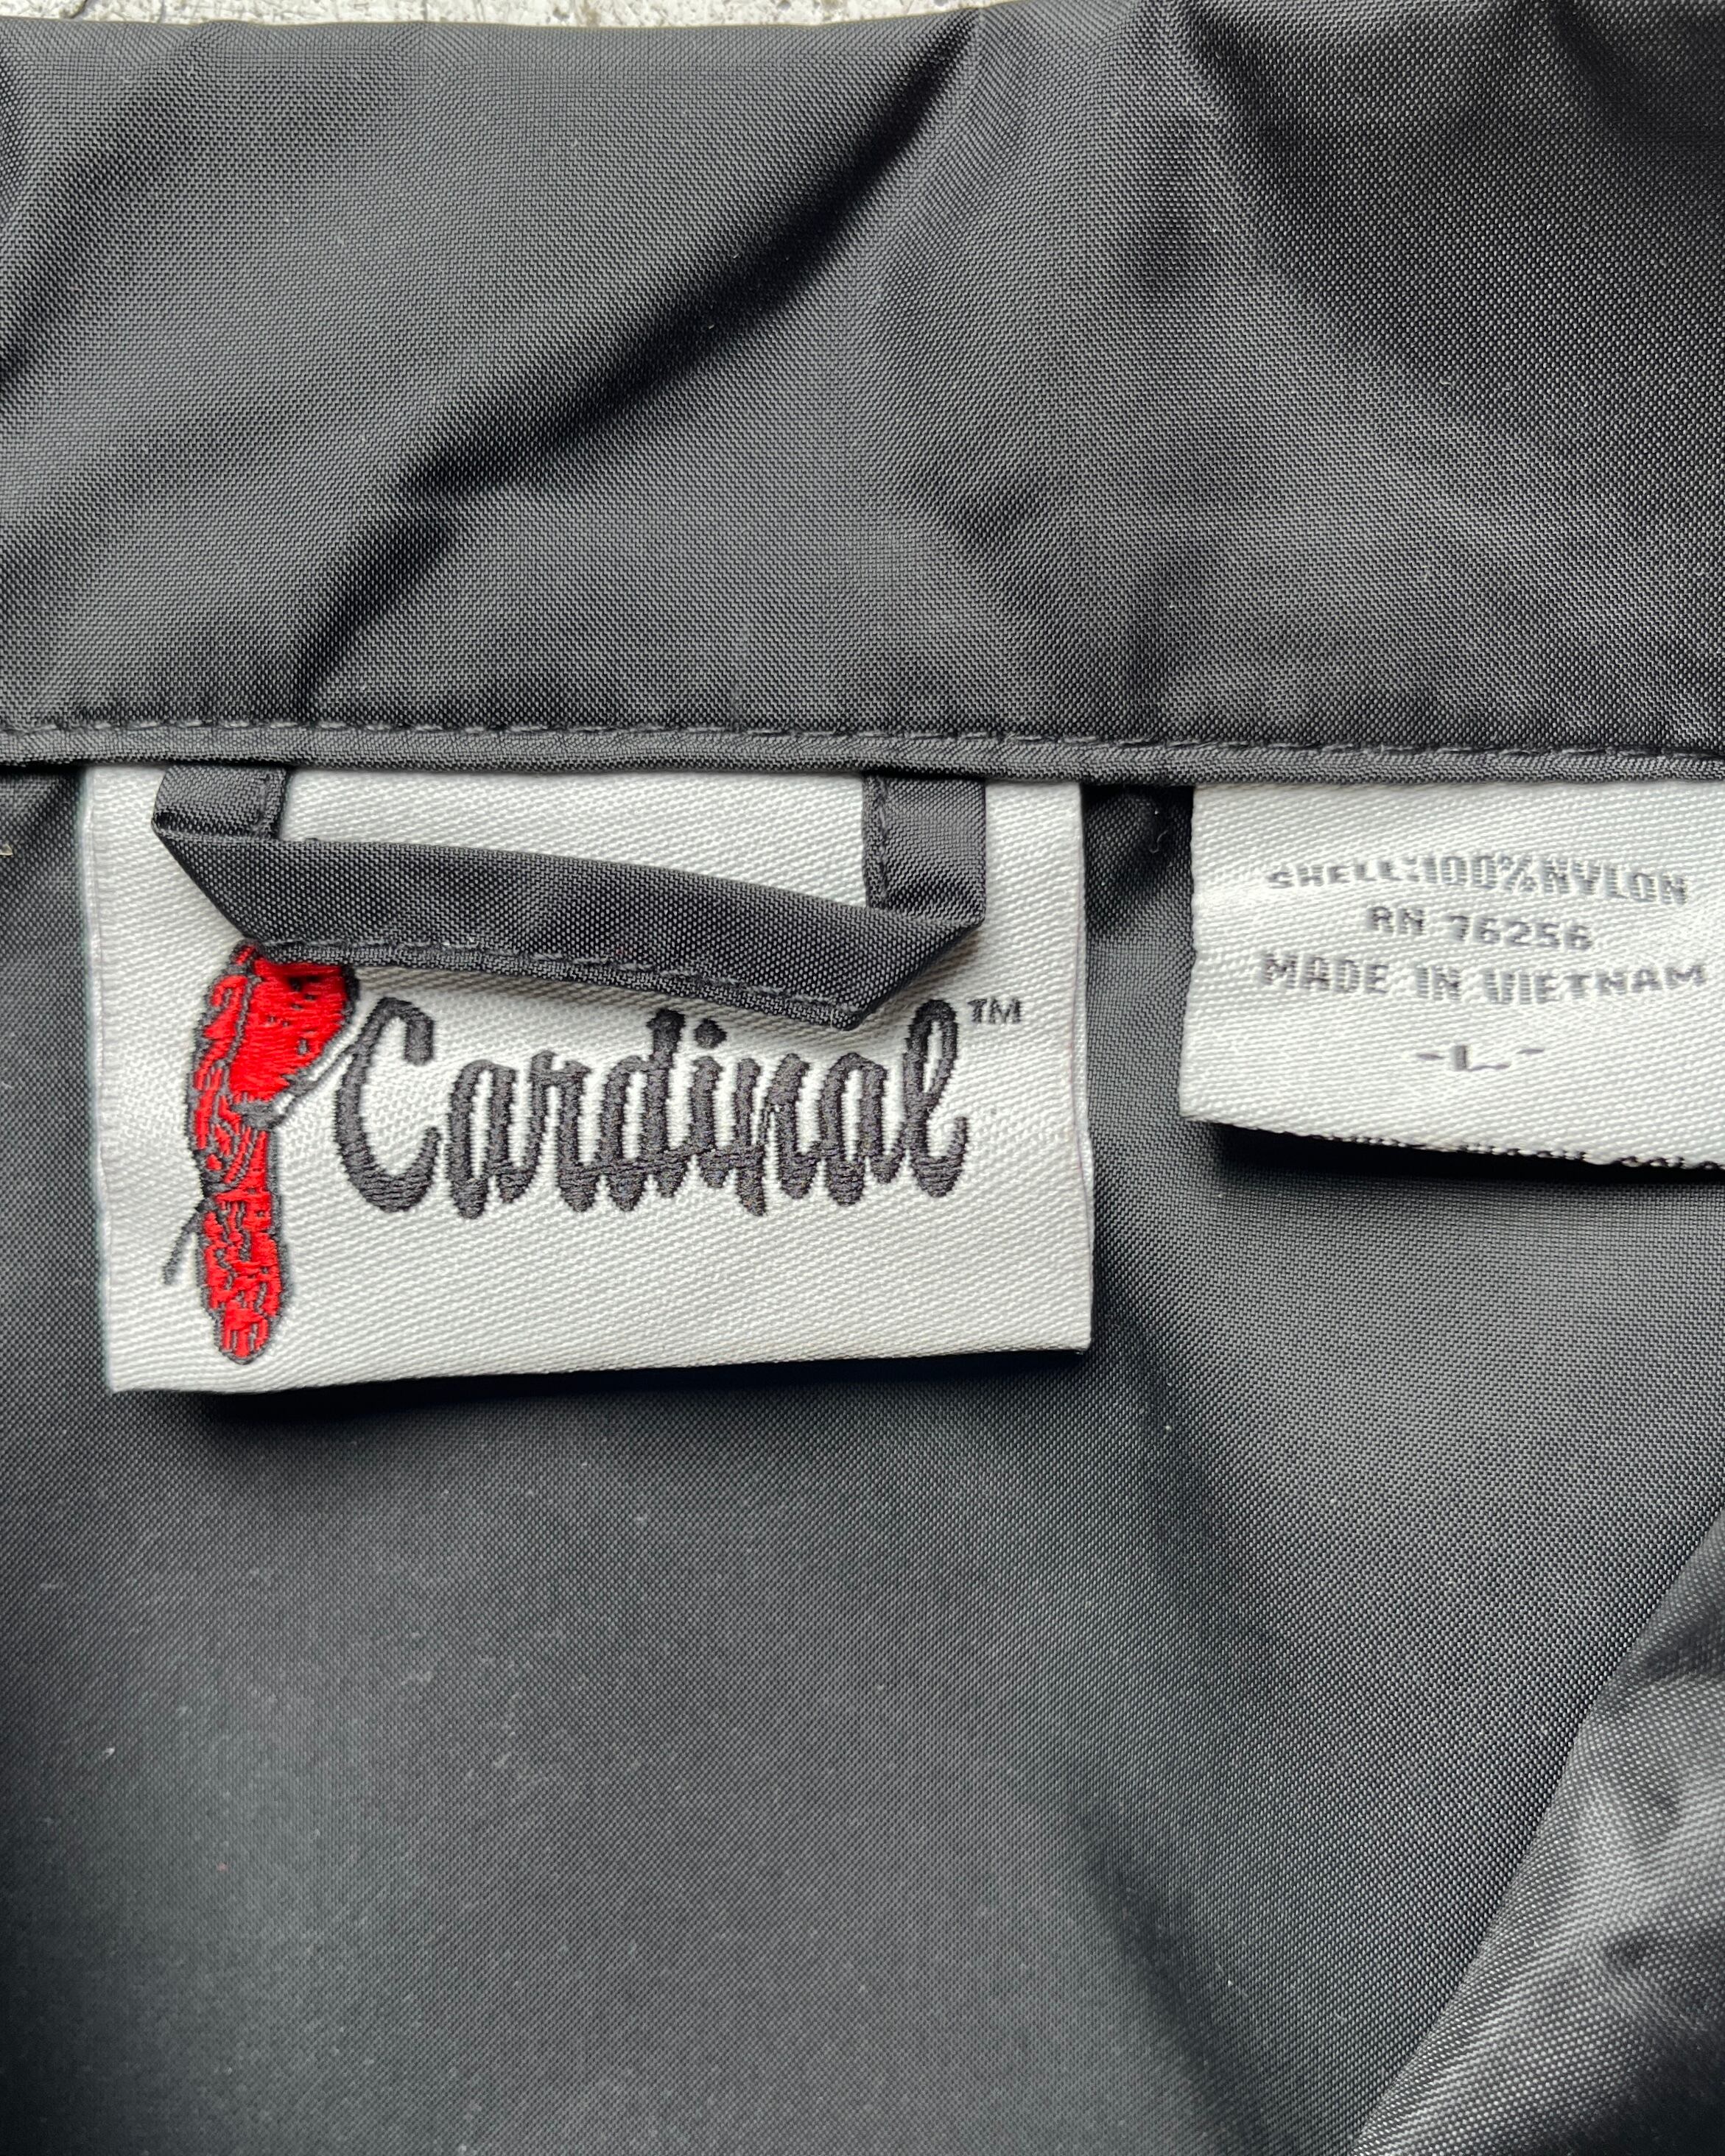 Cardinal™
SHELL:100%NYLON
RN 76256
MADE IN VIETNAM
-L-